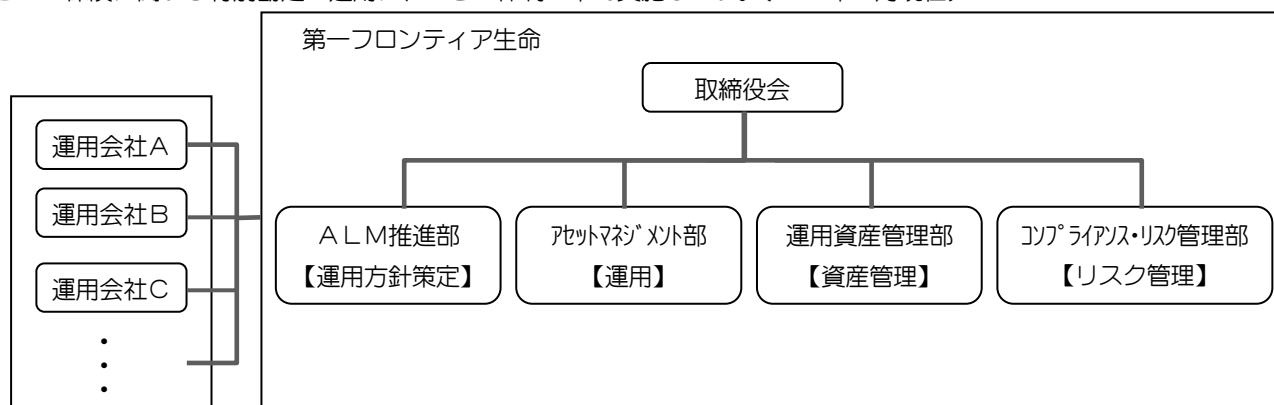 第一フロンティア生命
取締役会
運用会社A
運用会社B
運用会社C
・
・
・
ALM推進部
【運用方針策定】
アセットマネジメント部
【運用】
運用資産管理部
【資産管理】
コンプライアンス・リスク管理部
【リスク管理】